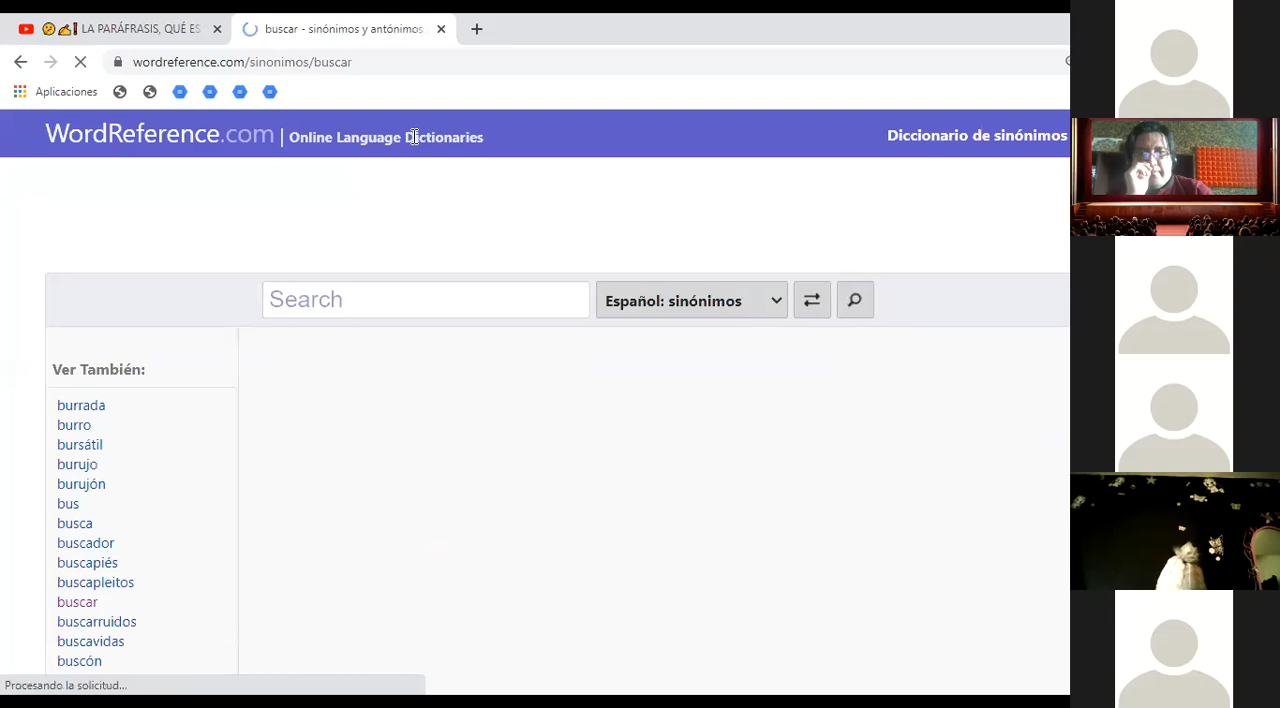 LA PARÁFRASIS, QUÉ ES
buscar - sinónimos y antónimos
wordreference.com/sinonimos/buscar
Aplicaciones
WordReference.com | Online Language Dictionaries
Diccionario de sinónimos
Search
Español: sinónimos
Ver También:
burrada
burro
bursátil
burujo
burujón
bus
busca
buscador
buscapiés
buscapleitos
buscar
buscarruidos
buscavidas
buscón
Procesando la solicitud...